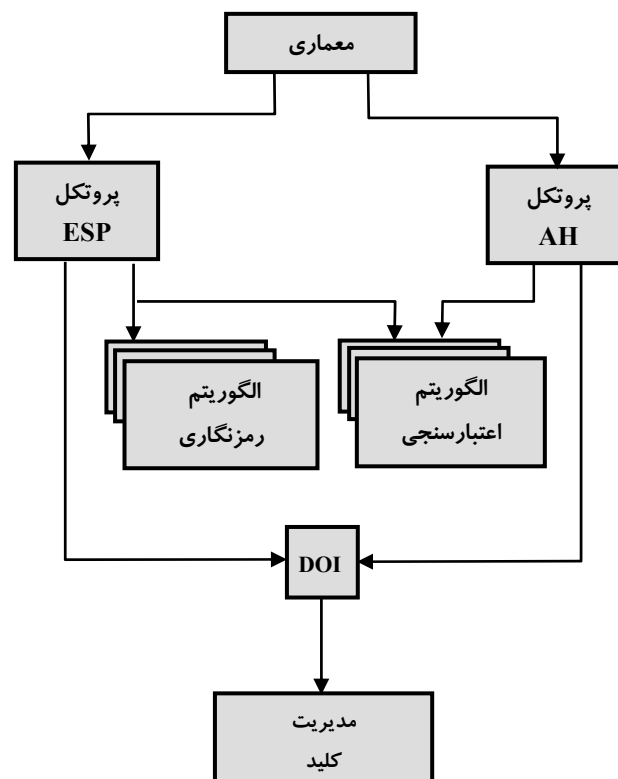 معماری
پروتکل
ESP
پروتکل
AH
الگوریتم
رمزنگاری
الگوریتم
اعتبارسنجی
DOI
مدیریت
کلید